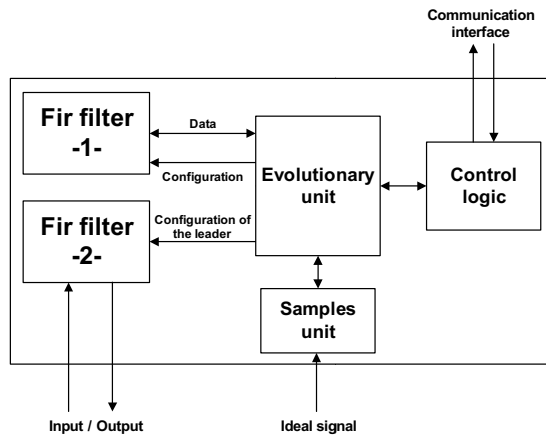 Communication
interface
Fir filter
-1-
Data
Configuration
Evolutionary
unit
Control
logic
Fir filter
-2-
Configuration of
the leader
Samples
unit
Input / Output
Ideal signal